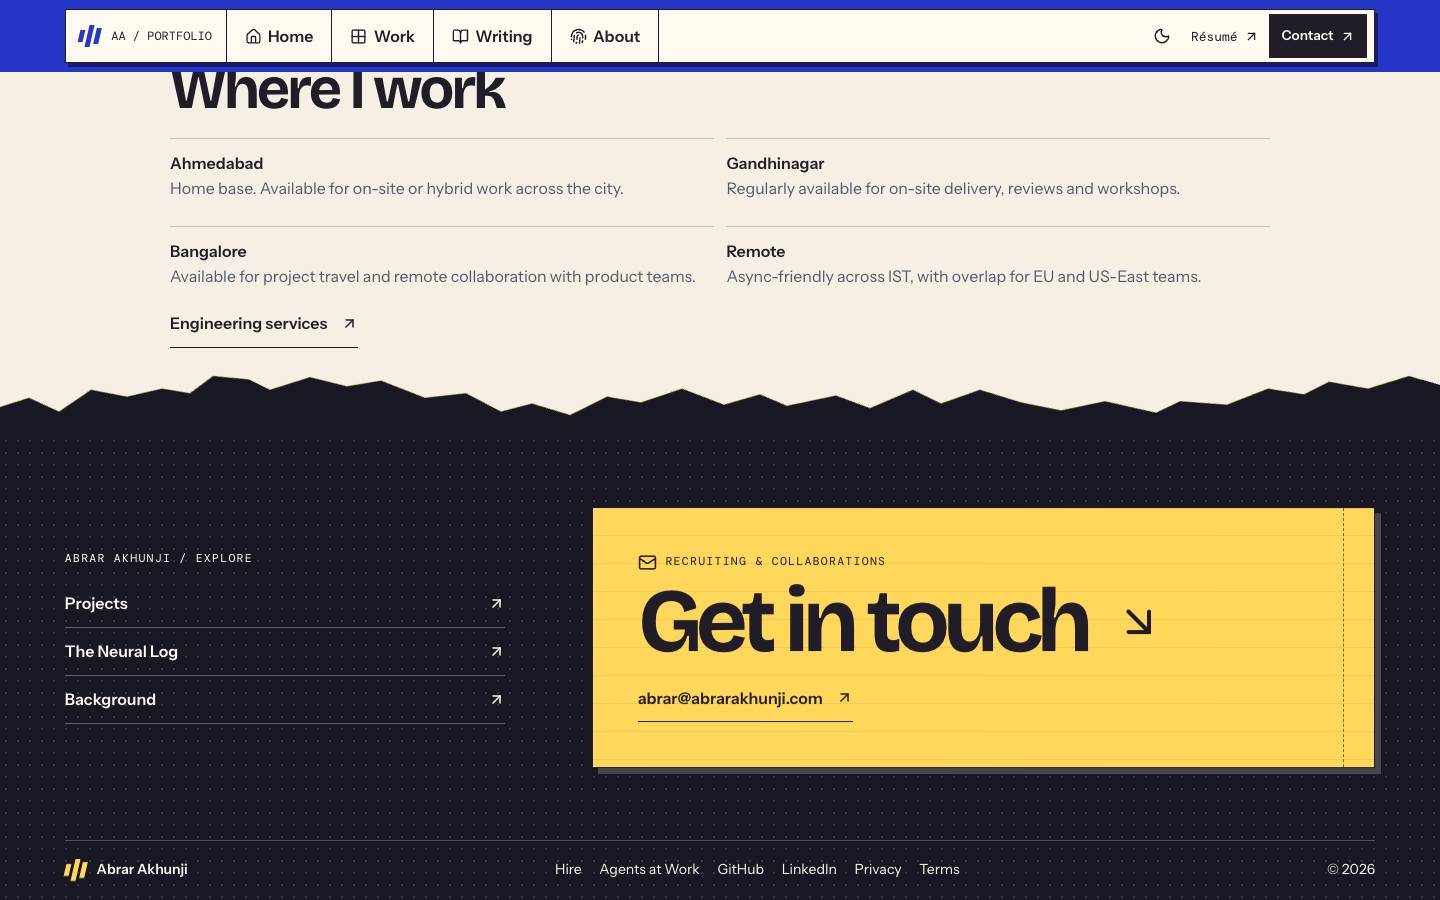 AA / PORTFOLIO
Home
Work
Writing
About
Résumé
Contact
Where I work
Ahmedabad
Home base. Available for on-site or hybrid work across the city.
Gandhinagar
Regularly available for on-site delivery, reviews and workshops.
Bangalore
Available for project travel and remote collaboration with product teams.
Remote
Async-friendly across IST, with overlap for EU and US-East teams.
Engineering services
ABRAR AKHUNJI / EXPLORE
Projects
The Neural Log
Background
RECRUITING & COLLABORATIONS
Get in touch
abrar@abrarakhunji.com
Abrar Akhunji
Hire
Agents at Work
GitHub
LinkedIn
Privacy
Terms
© 2026